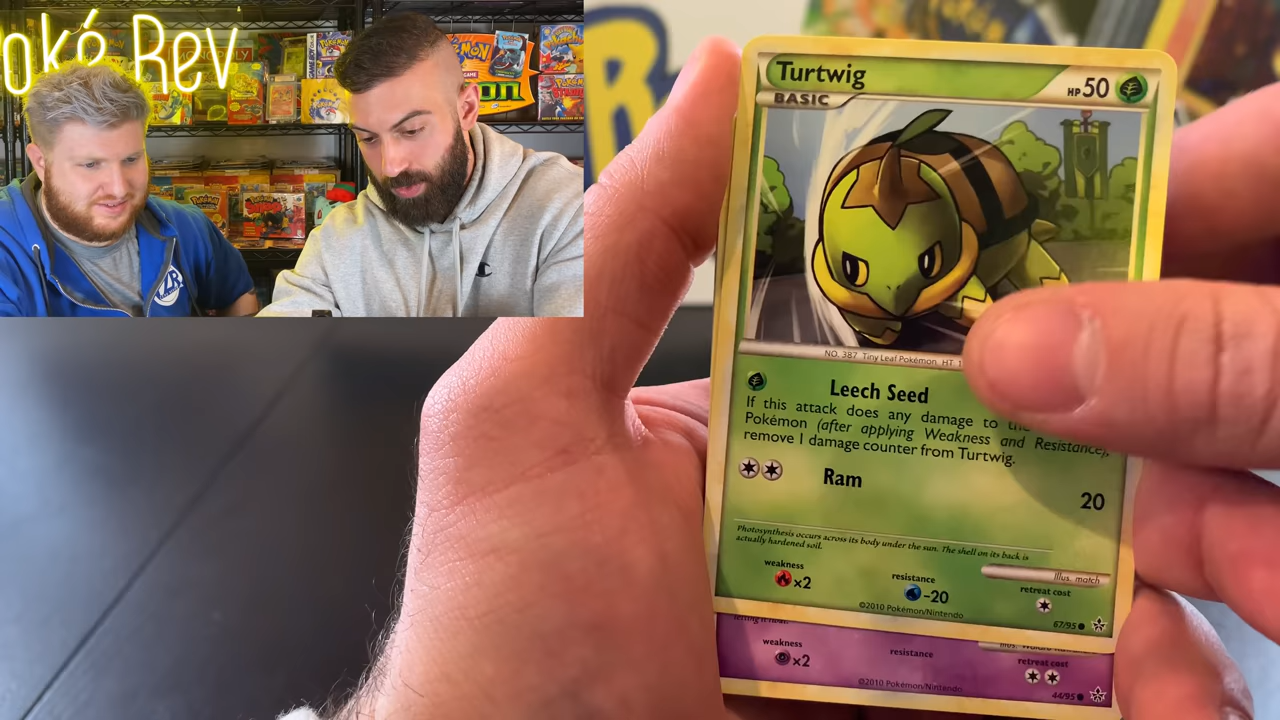 oké Rev
POKÉMON
ZR
R
Turtwig
HP 50
BASIC
NO. 387 Tiny Leaf Pokémon. HT. 1
Leech Seed
If this attack does any damage to
Pokémon (after applying Weakness and Resistance),
remove 1 damage counter from Turtwig.
Ram
20
Photosynthesis occurs across its body under the sun. The shell on its back is
actually hardened soil.
weakness
×2
resistance
-20
Illus. match
retreat cost
©2010 Pokémon/Nintendo
67/95
weakness
×2
resistance
retreat cost
©2010 Pokémon/Nintendo
44/95